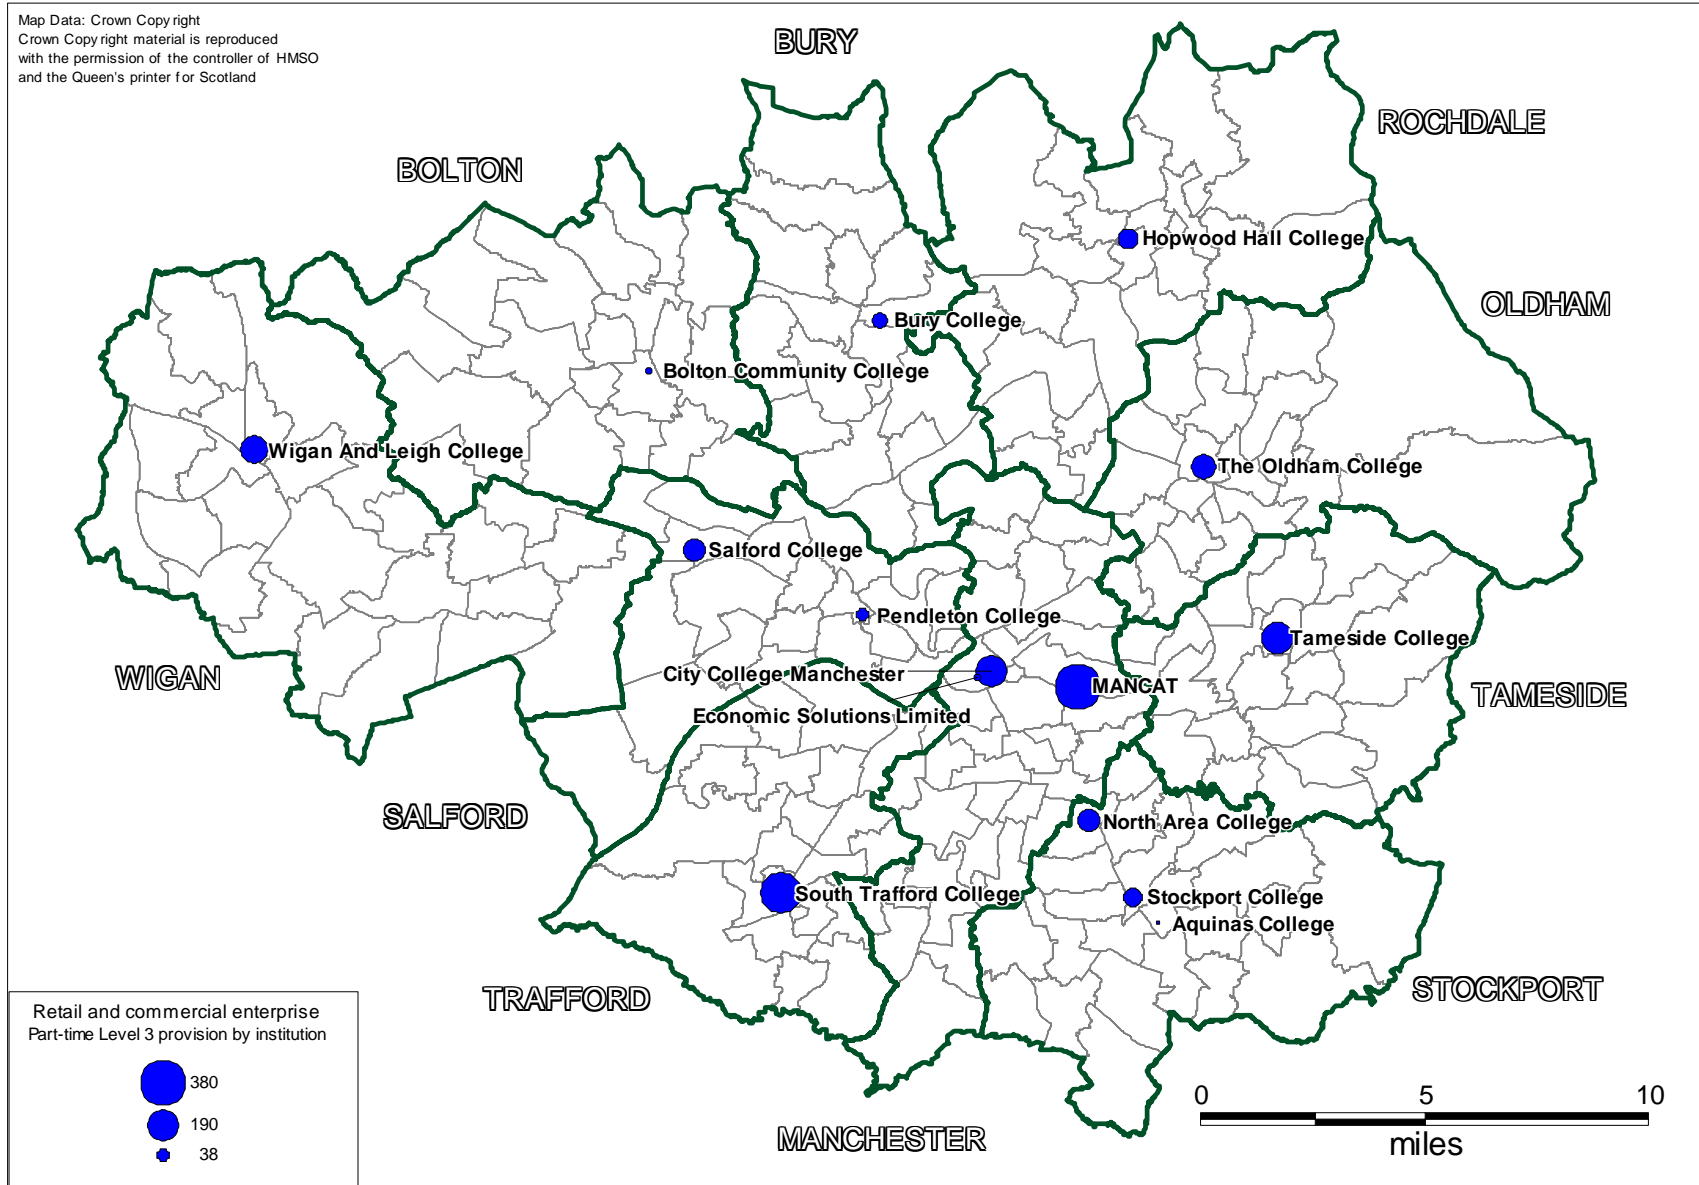 Map Data: Crown Copyright
Crown Copyright material is reproduced
with the permission of the controller of HMSO
and the Queen's printer for Scotland
BURY
ROCHDALE
BOLTON
Hopwood Hall College
OLDHAM
Bury College
Bolton Community College
Wigan And Leigh College
The Oldham College
Salford College
Pendleton College
Tameside College
WIGAN
City College Manchester
MANCAT
TAMESIDE
Economic Solutions Limited
SALFORD
North Area College
South Trafford College
Stockport College
Aquinas College
TRAFFORD
STOCKPORT
Retail and commercial enterprise
Part-time Level 3 provision by institution
380
190
38
0 5 10
miles
MANCHESTER